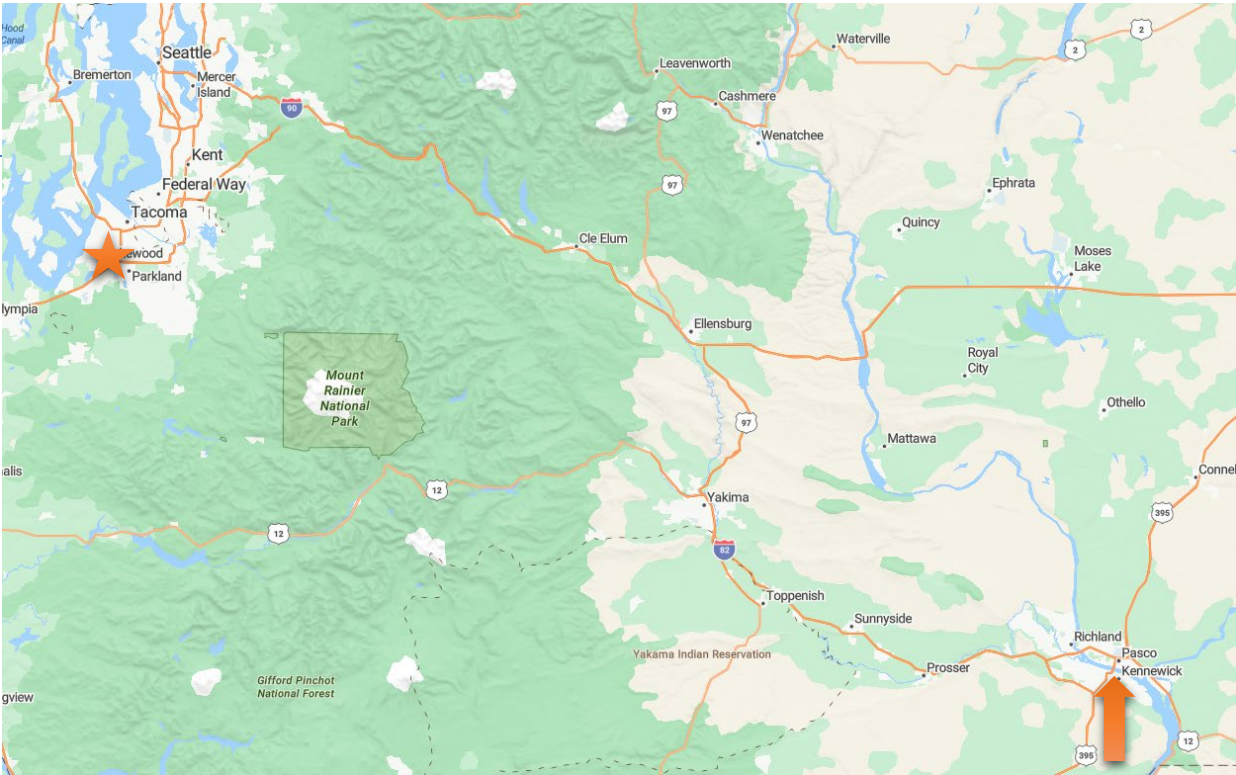 Hood
Canal
Seattle
Bremerton
Mercer
Island
90
Kent
Federal Way
Tacoma
ewood
Parkland
lympia
Waterville
2
2
Leavenworth
97
Cashmere
Wenatchee
97
Ephrata
Quincy
Cle Elum
Moses
Lake
Ellensburg
Royal
City
Othello
Mount
Rainier
National
Park
97
Mattawa
alis
12
Connel
Yakima
395
12
82
Toppenish
Sunnyside
Richland
Yakama Indian Reservation
Pasco
Prosser
Kennewick
Gifford Pinchot
National Forest
gview
395
12